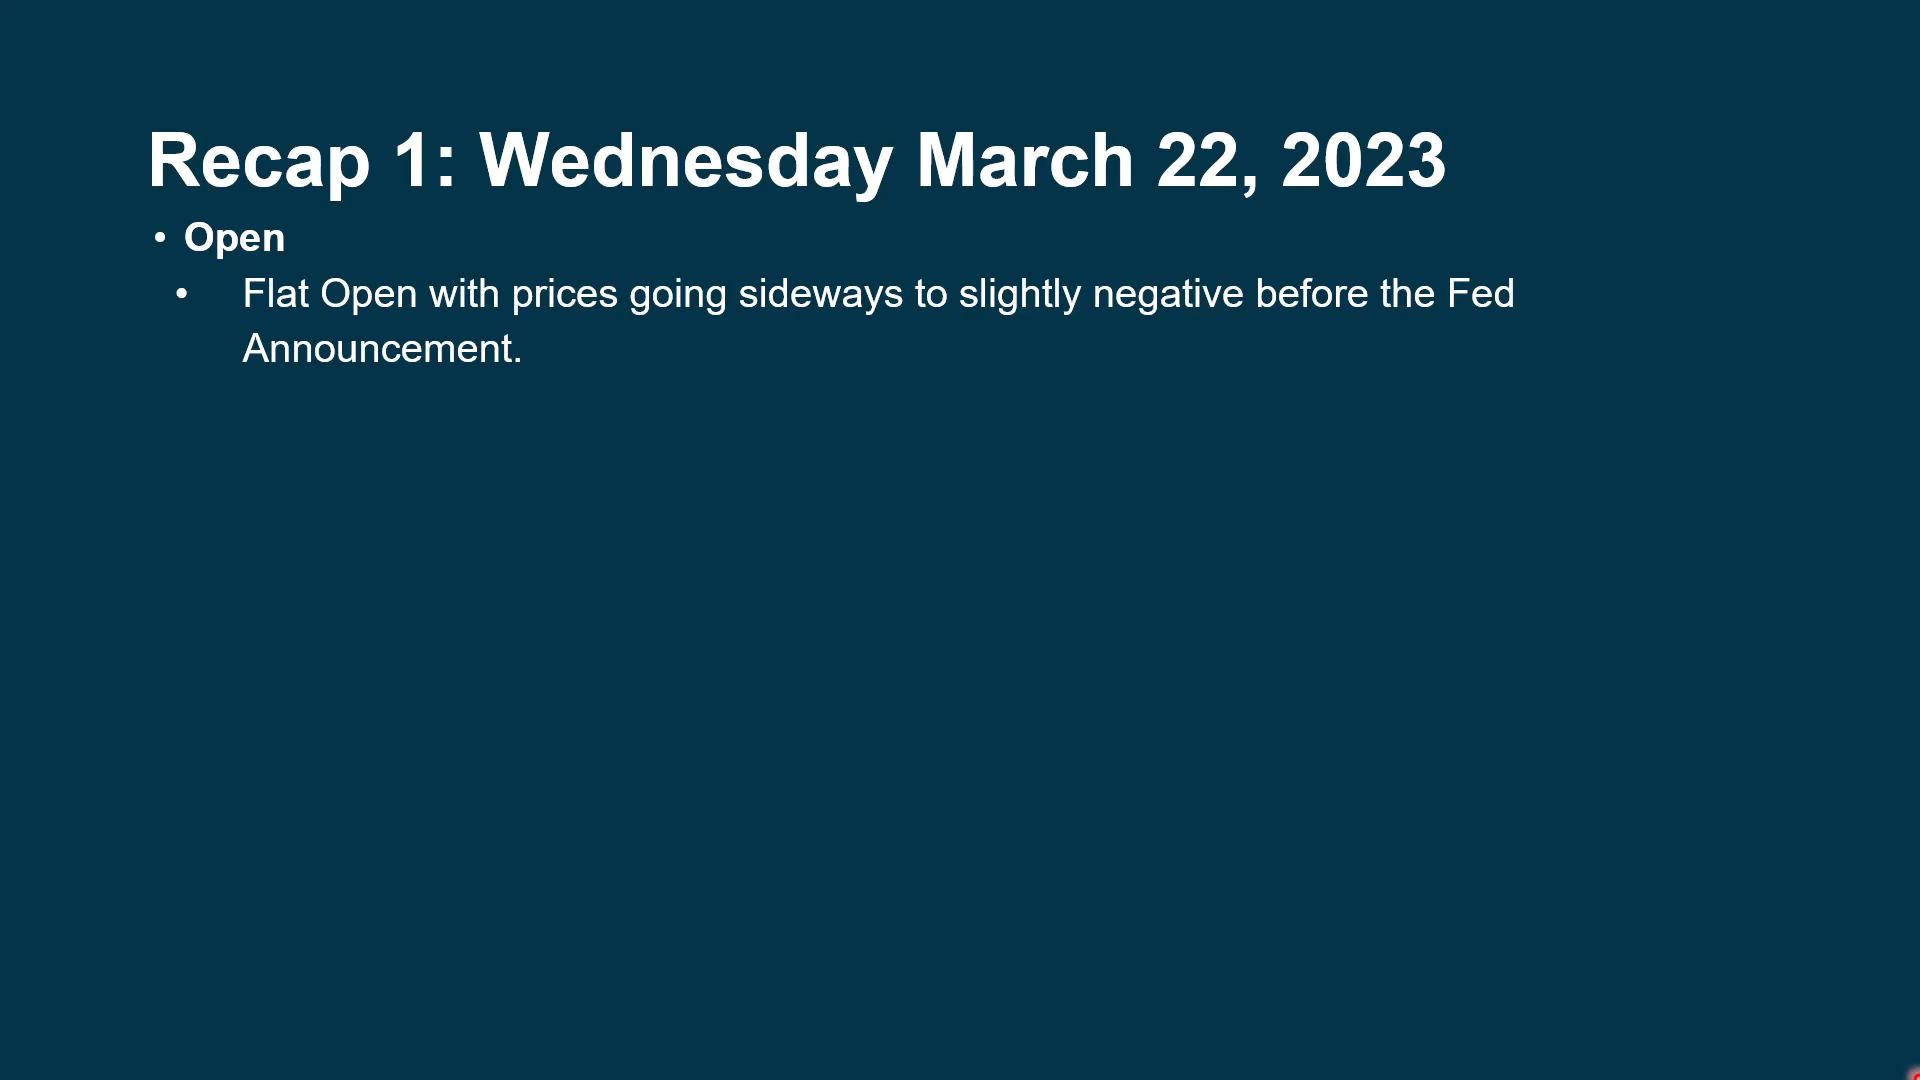 Recap 1: Wednesday March 22, 2023
• Open
• Flat Open with prices going sideways to slightly negative before the Fed
Announcement.